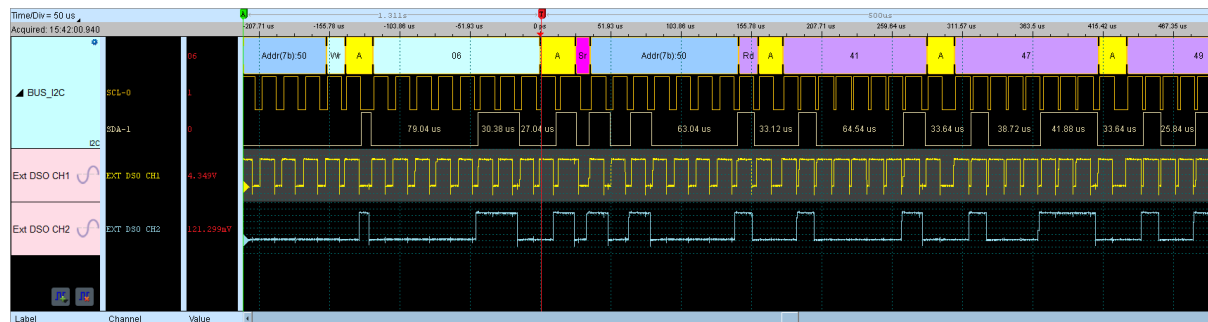 Time/Div = 50 us
Acquired: 15:42:00.940
A
1.311s
T
500us
-207.71 us -155.78 us -103.86 us -51.93 us 0 ps 51.93 us 103.86 us 155.78 us 207.71 us 259.64 us 311.57 us 363.5 us 415.42 us 467.35 us
06 Addr(7b):50 Wr A 06 A Sr Addr(7b):50 Rd A 41 A 47 A 49
BUS_I2C SCL-0 1
SDA-1 0 79.04 us 30.38 us 27.04 us 63.04 us 33.12 us 64.54 us 33.64 us 38.72 us 41.88 us 33.64 us 25.84 us
I2C
Ext DSO CH1 EXT DSO CH1 4.349V
Ext DSO CH2 EXT DSO CH2 121.299mV
Label Channel Value